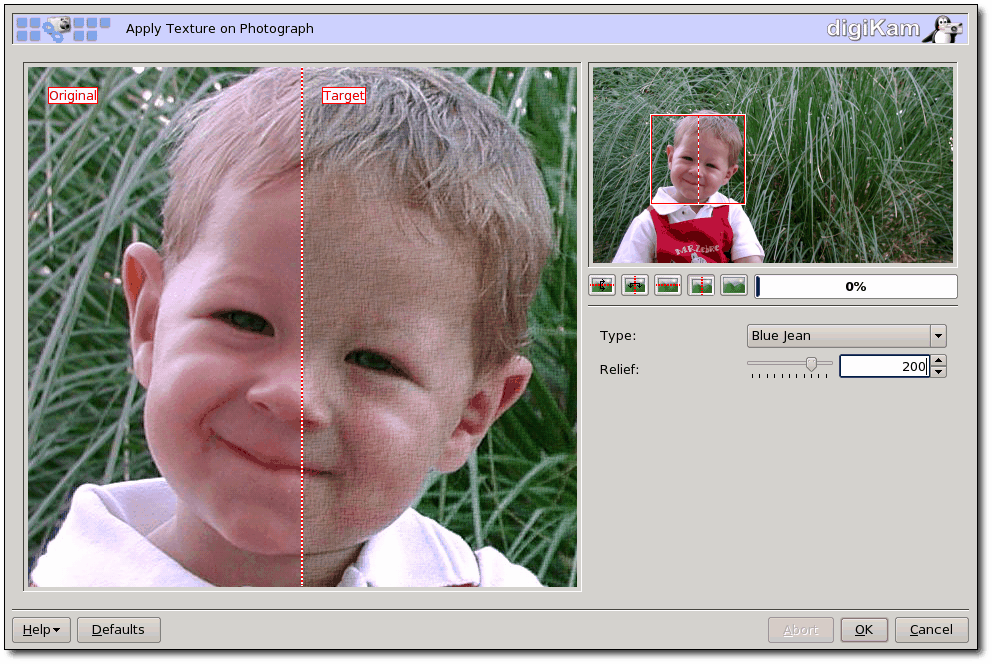 Apply Texture on Photograph
digiKam
Original
Target
0%
Type:
Blue Jean
Relief:
200
Help
Defaults
Abort
OK
Cancel